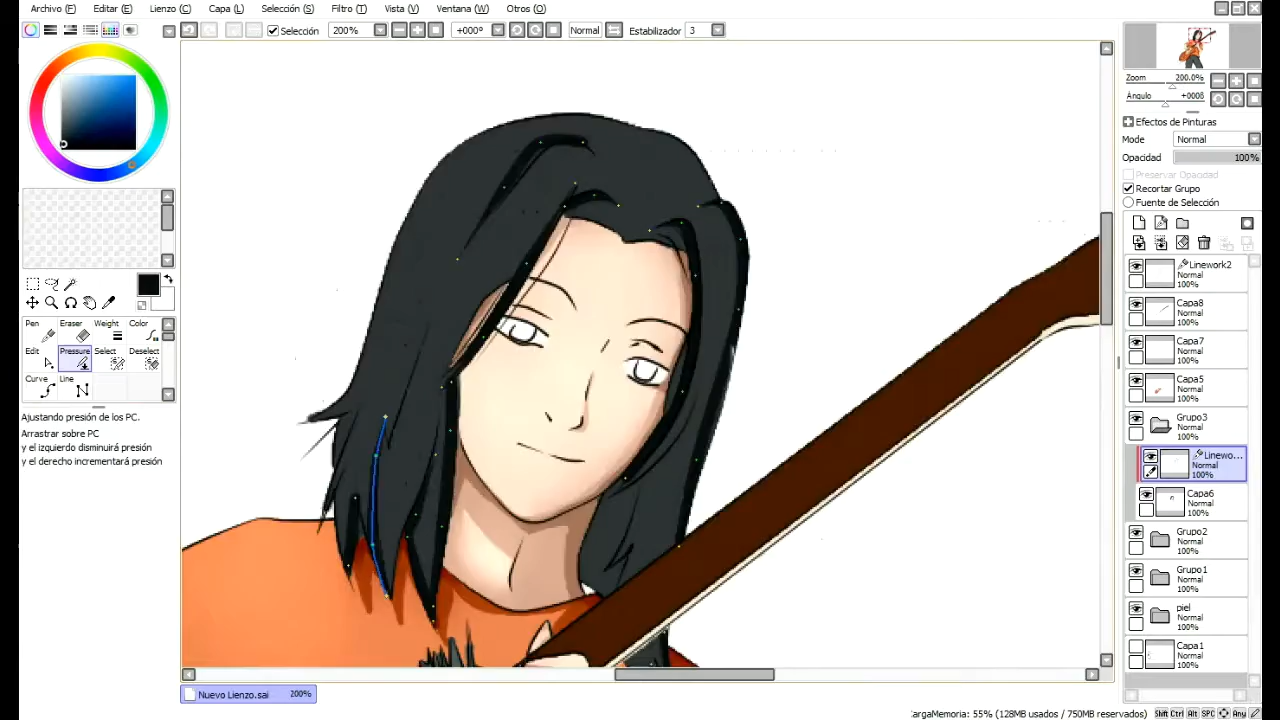 Archivo (F) Editar (E) Lienzo (C) Capa (L) Selección (S) Filtro (T) Vista (V) Ventana (W) Otros (O)
Selección 200% +000º Normal Estabilizador 3
Zoom 200.0%
Ángulo +0008
Efectos de Pinturas
Mode Normal
Opacidad 100%
Preservar Opacidad
Recortar Grupo
Fuente de Selección
Linework2
Normal
100%
Capa8
Normal
100%
Capa7
Normal
100%
Capa5
Normal
100%
Grupo3
Normal
100%
Linewo...
Normal
100%
Capa6
Normal
100%
Grupo2
Normal
100%
Grupo1
Normal
100%
piel
Normal
100%
Capa1
Normal
100%
Pen Eraser Weight Color
Edit Pressure Select Deselect
Curve Line
Ajustando presión de los PC.
Arrastrar sobre PC
y el izquierdo disminuirá presión
y el derecho incrementará presión
Nuevo Lienzo.sai 200%
argaMemoria: 55% (128MB usados / 750MB reservados) Shift Ctrl Alt SPC Any